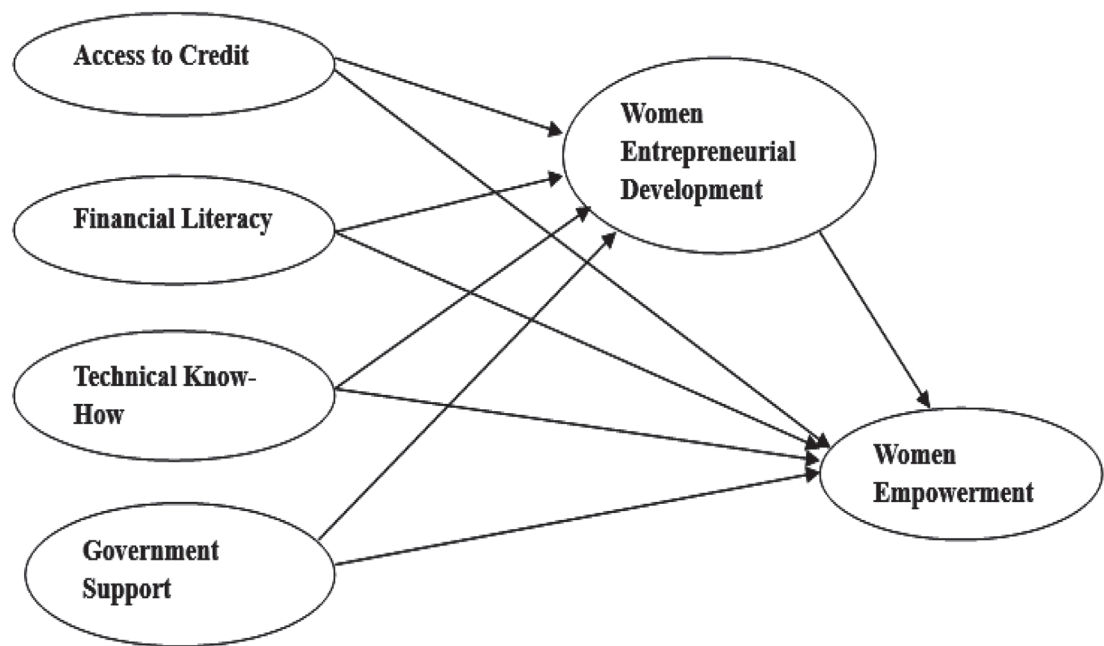 Access to Credit
Financial Literacy
Technical Know-
How
Government
Support
Women
Entrepreneurial
Development
Women
Empowerment